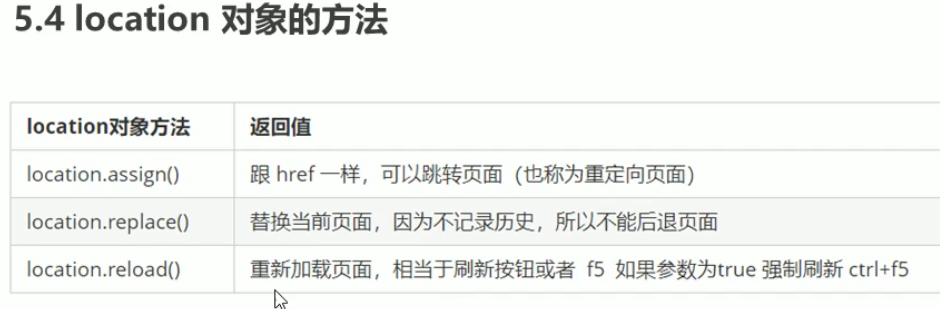 5.4 location 对象的方法
location对象方法 返回值
location.assign() 跟 href 一样，可以跳转页面（也称为重定向页面）
location.replace() 替换当前页面，因为不记录历史，所以不能后退页面
location.reload() 重新加载页面，相当于刷新按钮或者 f5 如果参数为true 强制刷新 ctrl+f5